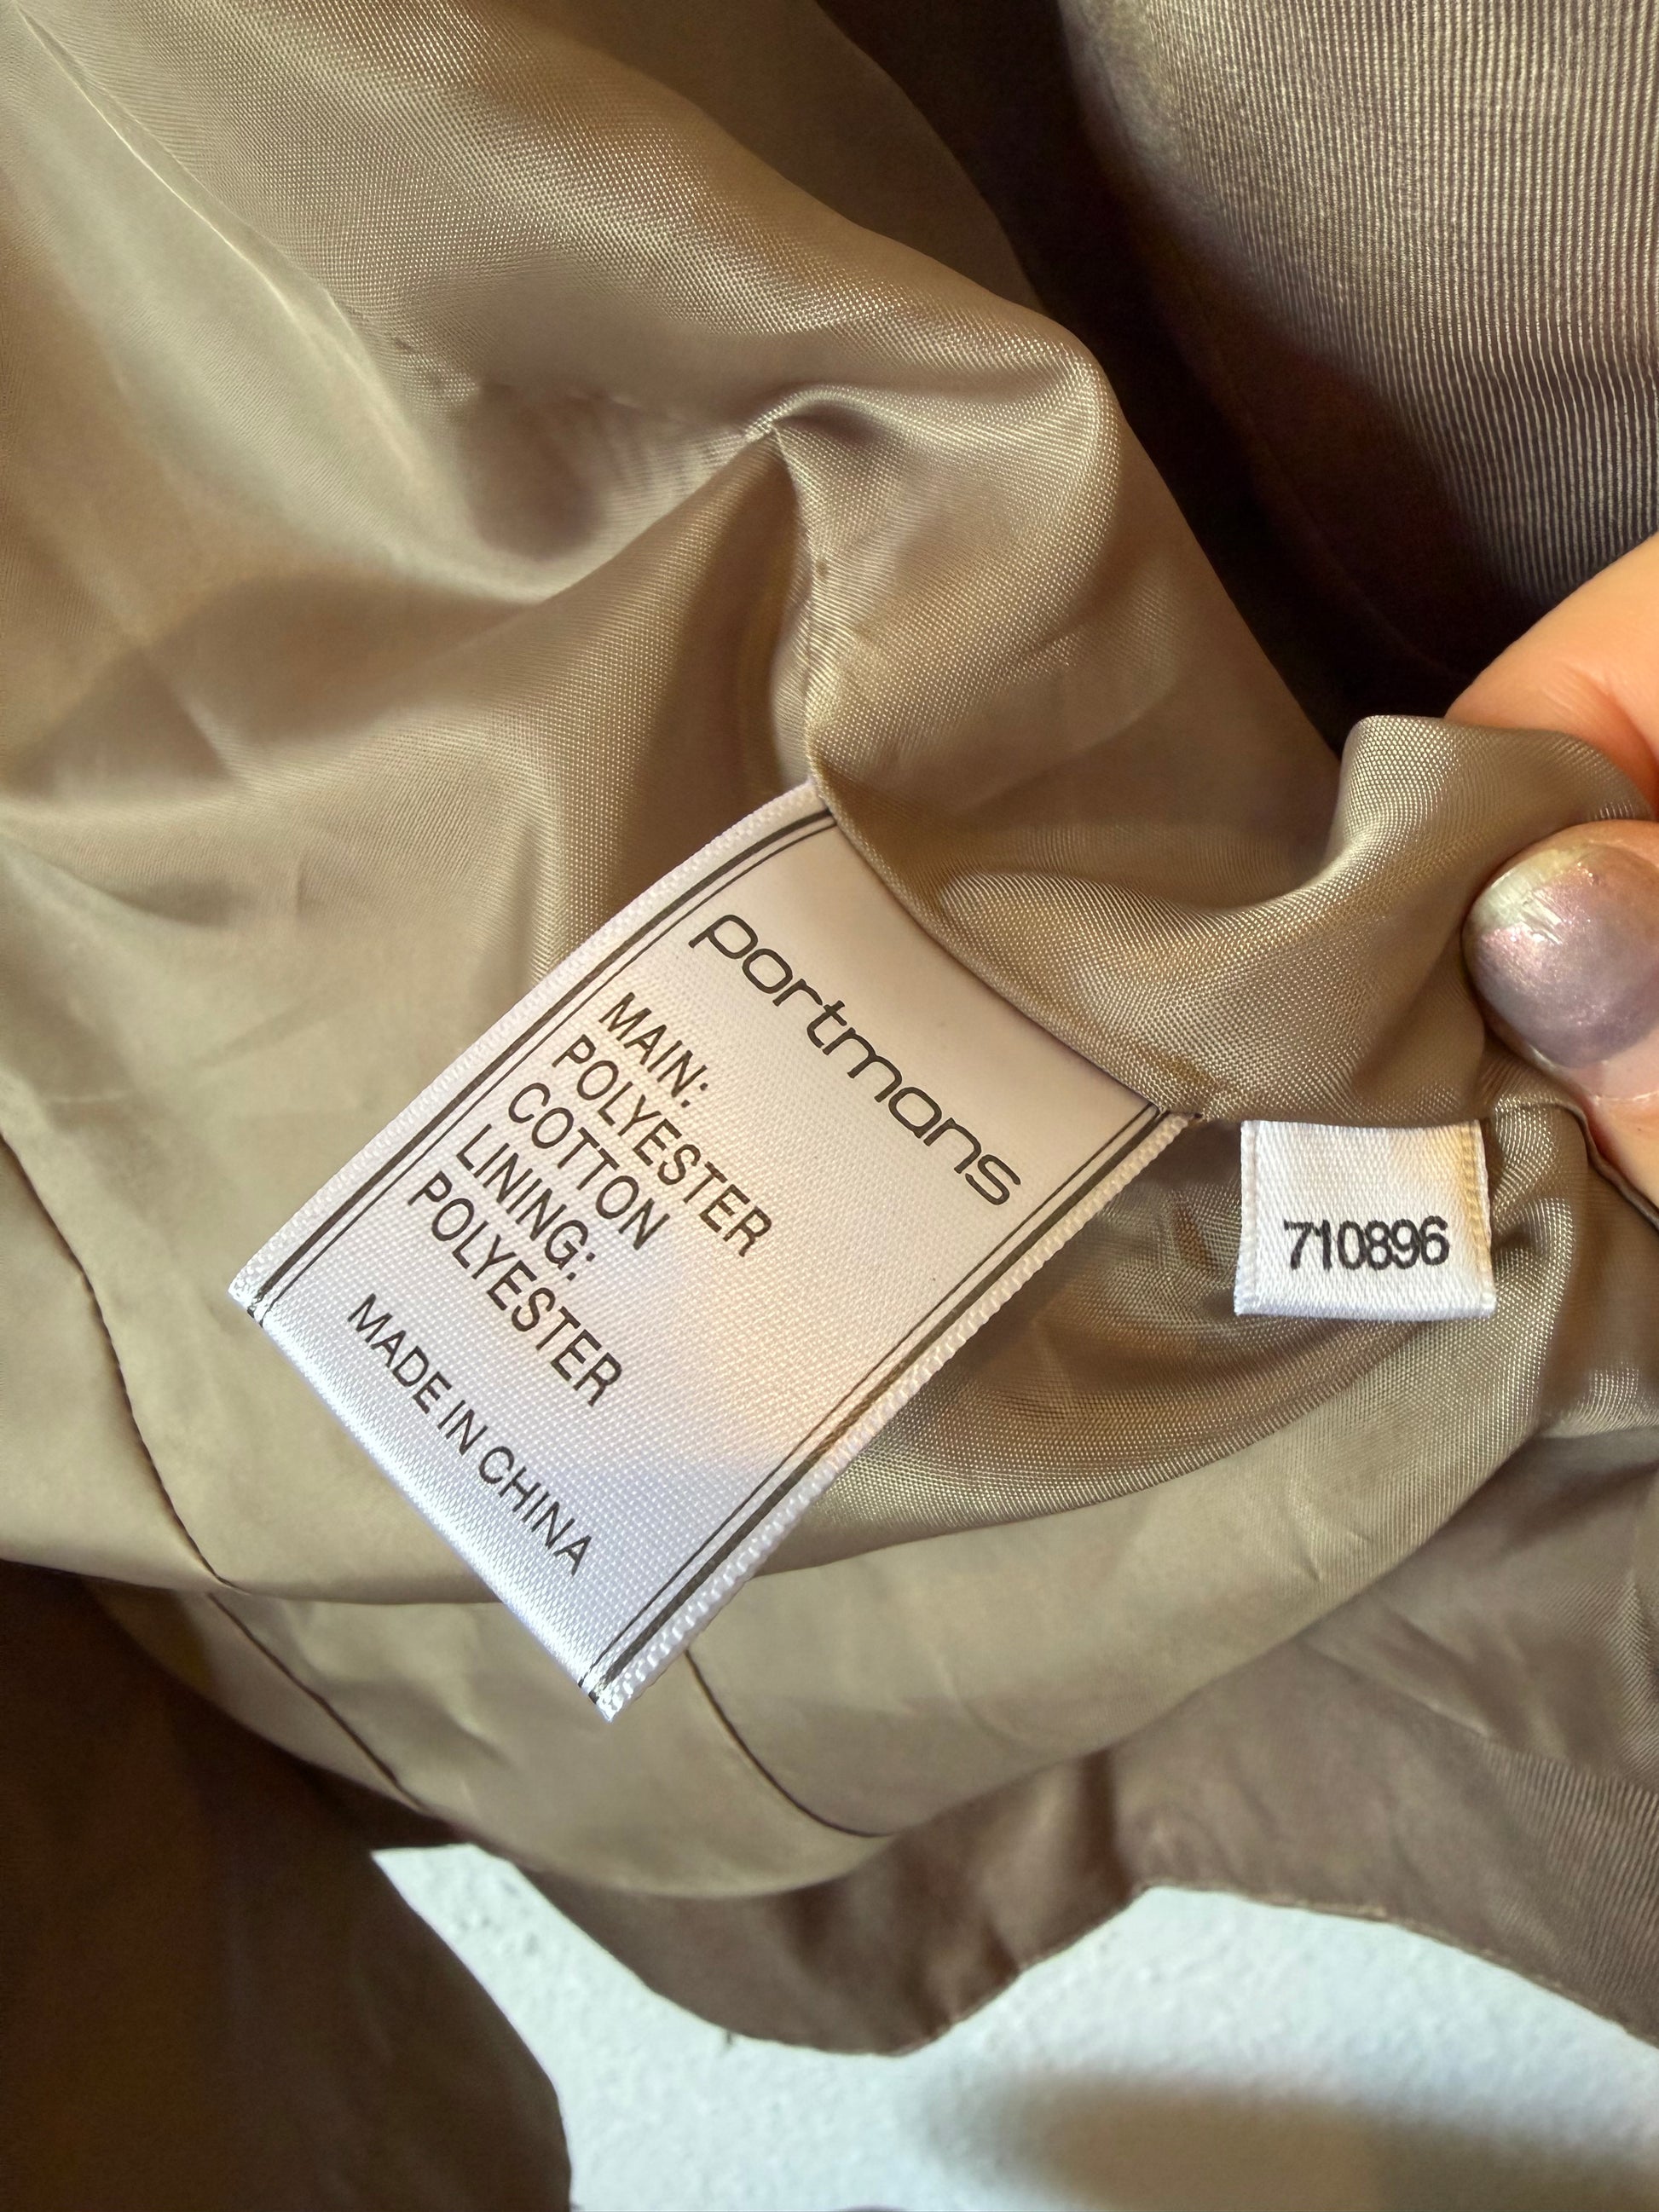 portmans
MAIN:
POLYESTER
COTTON
LINING:
POLYESTER
MADE IN CHINA
710896